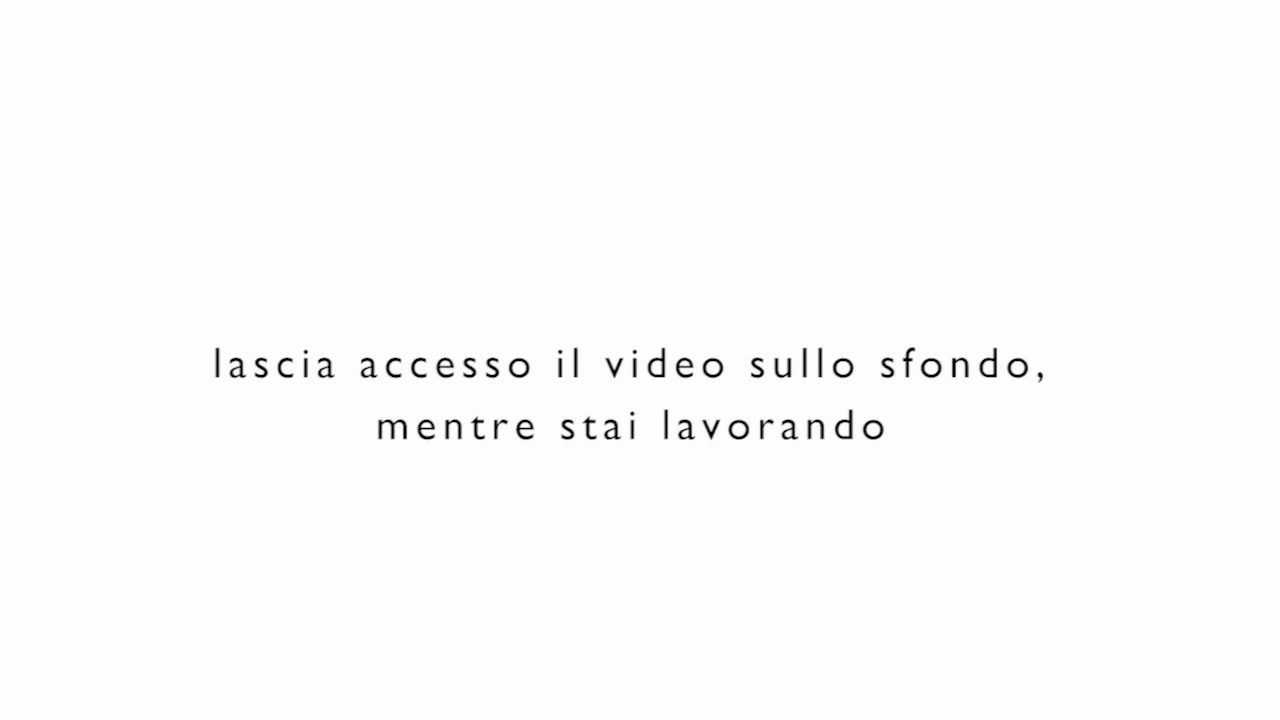 lascia accesso il video sullo sfondo,
mentre stai lavorando